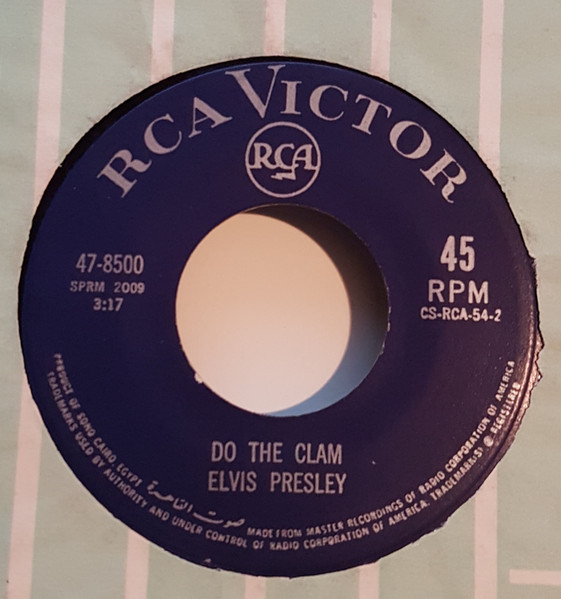 RCA VICTOR
RCA
47-8500
SPRM 2009
3:17
45
RPM
CS-RCA-54-2
DO THE CLAM
ELVIS PRESLEY
PRODUCE OF SONO CAIRO EGYPT صوت القاهرة MADE FROM MASTER RECORDINGS OF RADIO CORPORATION OF AMERICA
TRADEMARKS USED BY AUTHORITY AND UNDER CONTROL OF RADIO CORPORATION OF AMERICA. TRADEMARK(S) ® REGISTERED